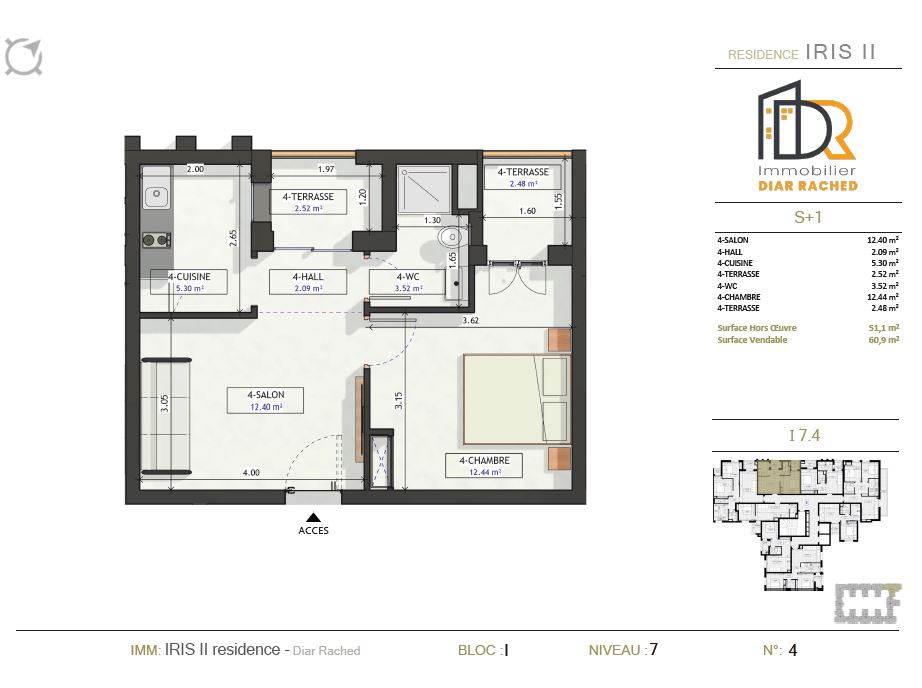 RESIDENCE IRIS II
DR
Immobilier
DIAR RACHED
S+1
4-SALON 12.40 m²
4-HALL 2.09 m²
4-CUISINE 5.30 m²
4-TERRASSE 2.52 m²
4-WC 3.52 m²
4-CHAMBRE 12.44 m²
4-TERRASSE 2.48 m²
Surface Hors Œuvre 51,1 m²
Surface Vendable 60,9 m²
I 7.4
2.00
1.97
4-TERRASSE
2.52 m²
1.20
1.30
4-TERRASSE
2.48 m²
1.55
1.60
2.65
1.65
4-CUISINE
5.30 m²
4-HALL
2.09 m²
4-WC
3.52 m²
3.62
3.05
4-SALON
12.40 m²
3.15
4.00
4-CHAMBRE
12.44 m²
ACCES
IMM: IRIS II residence - Diar Rached BLOC : I NIVEAU : 7 N°: 4